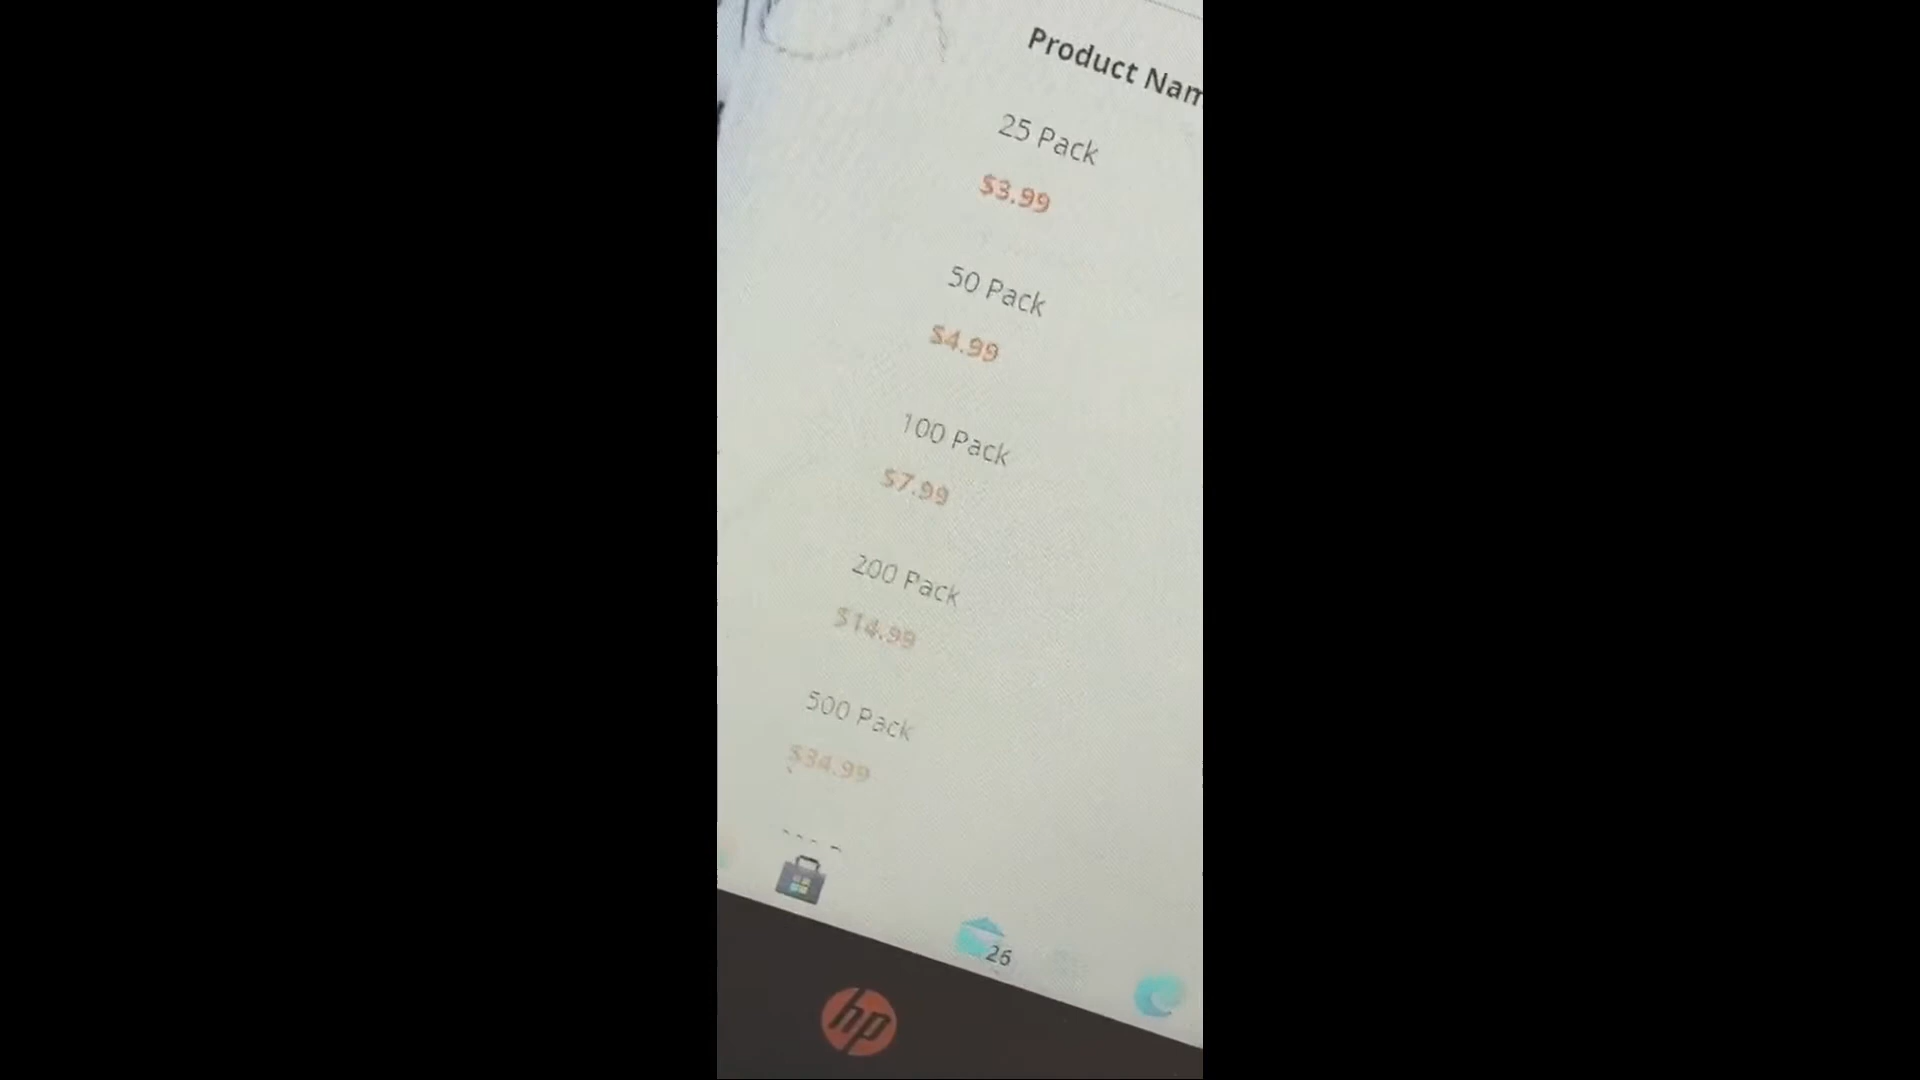 Product Nam
25 Pack
$3.99
50 Pack
$4.99
100 Pack
$7.99
200 Pack
$14.99
500 Pack
$34.99
26
hp